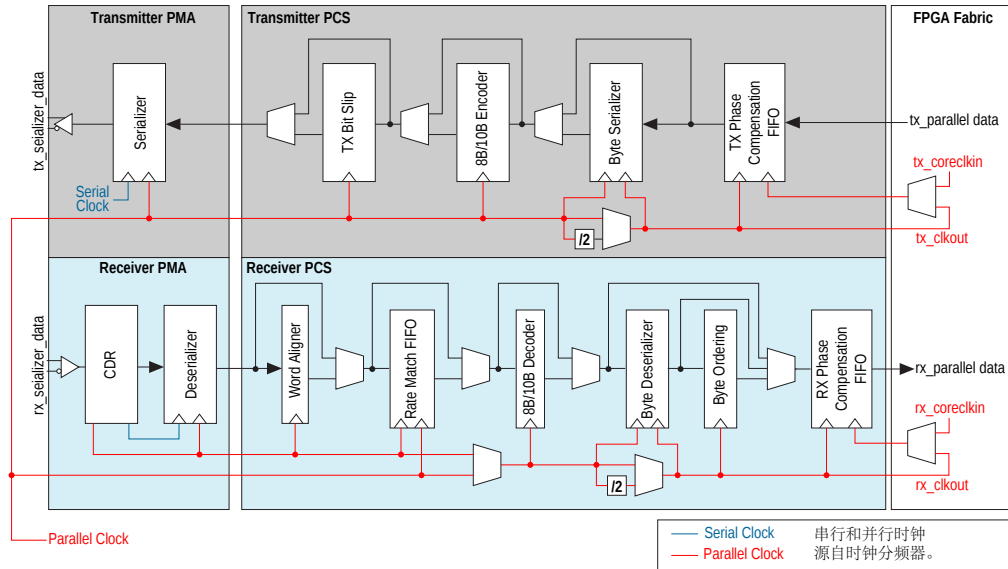 Transmitter PMA
Transmitter PCS
FPGA Fabric
tx_seializer_data
Serializer
TX Bit Slip
8B/10B Encoder
Byte Serializer
TX Phase
Compensation
FIFO
tx_parallel data
tx_coreclkin
Serial
Clock
/2
tx_clkout
Receiver PMA
Receiver PCS
rx_seializer_data
CDR
Deserializer
Word Aligner
Rate Match FIFO
8B/10B Decoder
Byte Deserializer
Byte Ordering
RX Phase
Compensation
FIFO
rx_parallel data
rx_coreclkin
/2
rx_clkout
Parallel Clock
Serial Clock
Parallel Clock
串行和并行时钟
源自时钟分频器。